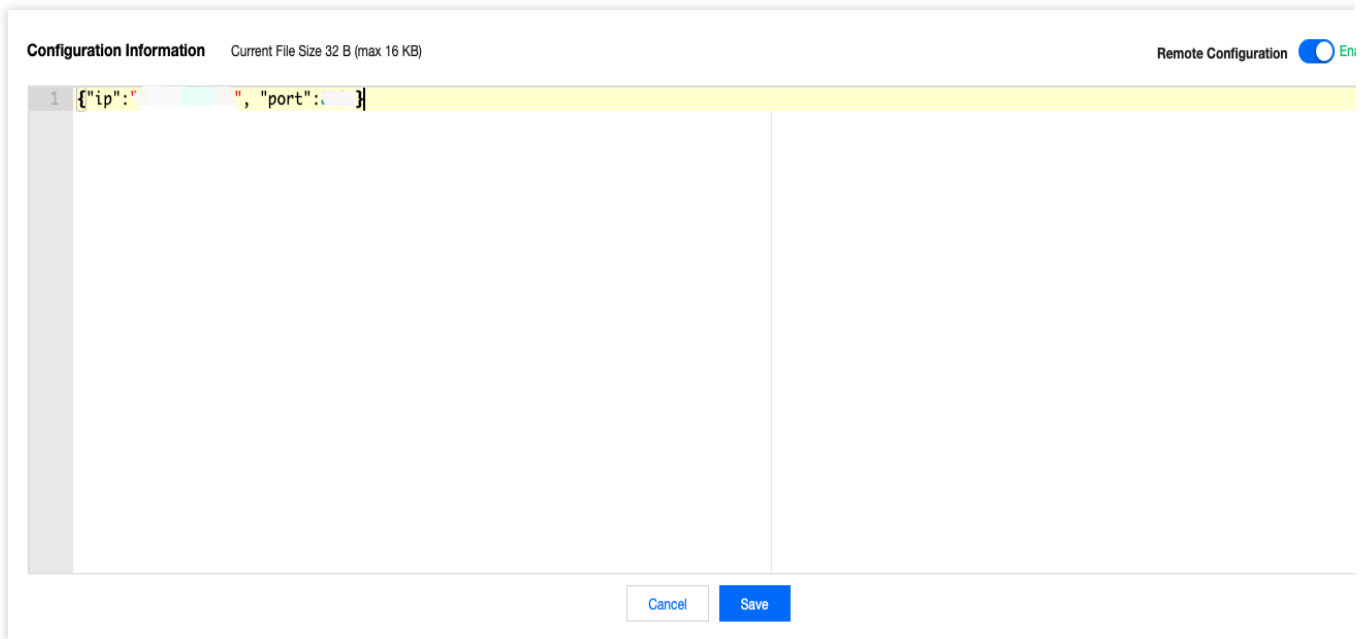 Configuration Information Current File Size 32 B (max 16 KB)
Remote Configuration
1 {"ip":" ", "port": }
Cancel Save